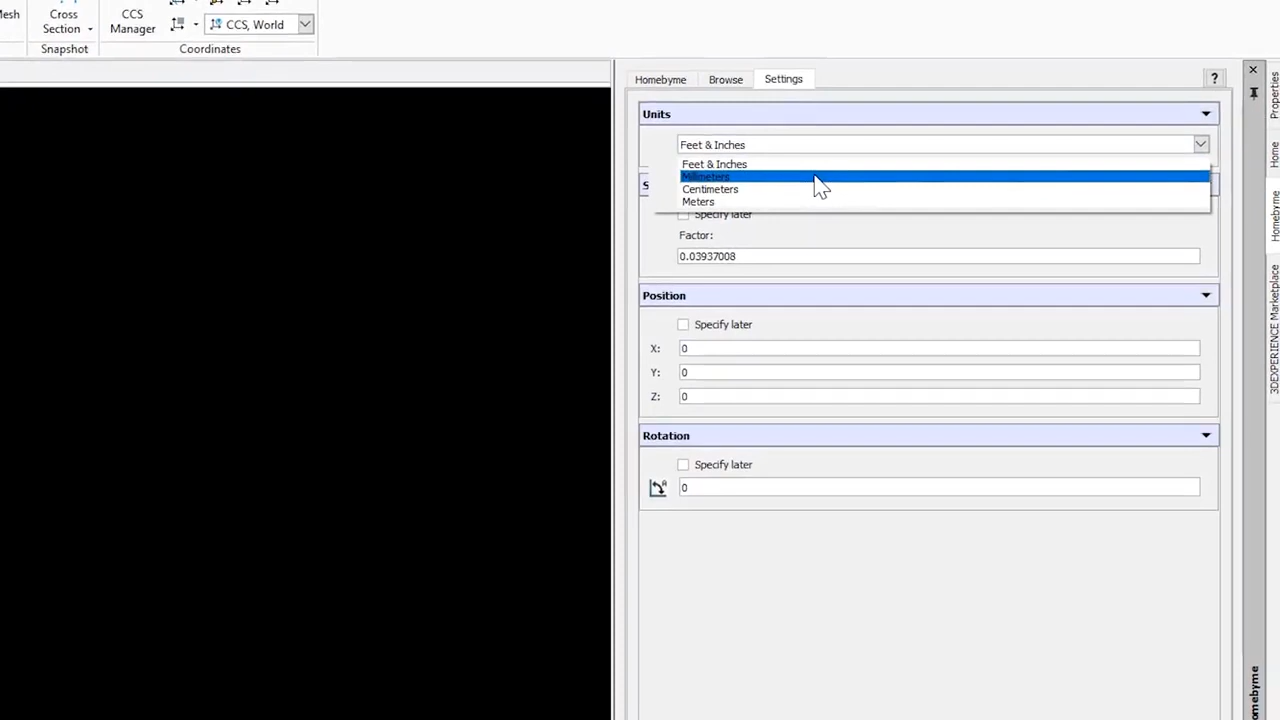 Cross
Section
CCS
Manager
CCS, World
Snapshot
Coordinates
Homebyme
Browse
Settings
?
Units
Feet & Inches
Feet & Inches
Millimeters
Centimeters
Meters
Specify later
Factor:
0.03937008
Position
Specify later
X:
0
Y:
0
Z:
0
Rotation
Specify later
0
Properties
Home
Homebyme
3DEXPERIENCE Marketplace